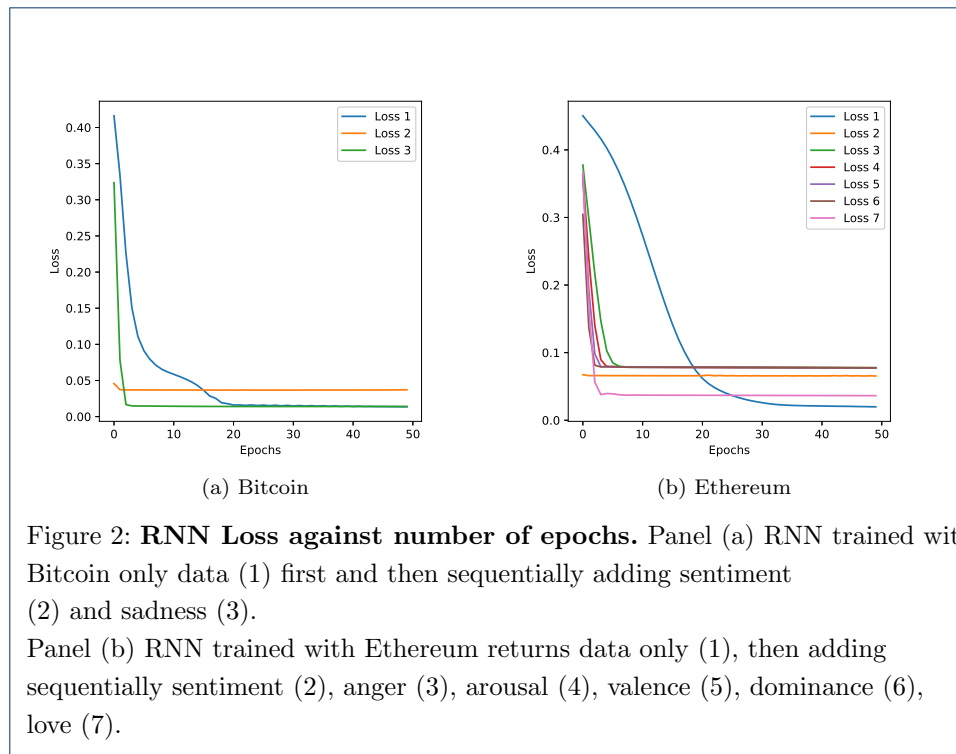 0.40
0.35
0.30
0.25
0.20
0.15
0.10
0.05
0.00
Loss
0 10 20 30 40 50
Epochs
Loss 1
Loss 2
Loss 3
(a) Bitcoin
0.4
0.3
0.2
0.1
0.0
Loss
0 10 20 30 40 50
Epochs
Loss 1
Loss 2
Loss 3
Loss 4
Loss 5
Loss 6
Loss 7
(b) Ethereum
Figure 2: RNN Loss against number of epochs. Panel (a) RNN trained wit
Bitcoin only data (1) first and then sequentially adding sentiment
(2) and sadness (3).
Panel (b) RNN trained with Ethereum returns data only (1), then adding
sequentially sentiment (2), anger (3), arousal (4), valence (5), dominance (6),
love (7).